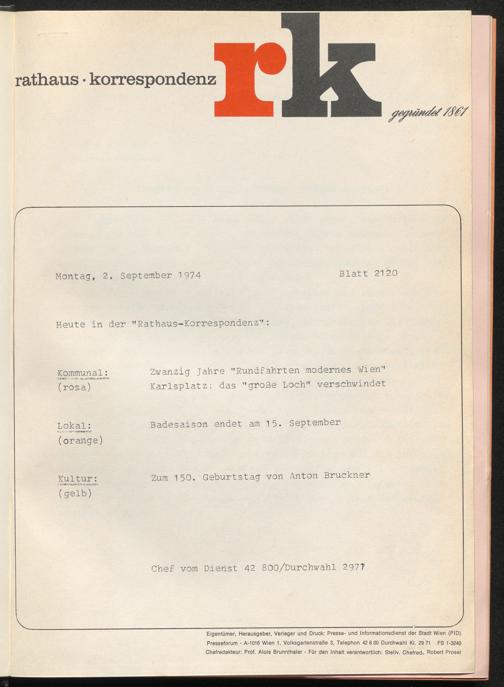 rathaus · korrespondenz rk
gegründet 1861
Montag, 2. September 1974 Blatt 2120
Heute in der "Rathaus-Korrespondenz":
Kommunal: Zwanzig Jahre "Rundfahrten modernes Wien"
(rosa) Karlsplatz: das "große Loch" verschwindet
Lokal: Badesaison endet am 15. September
(orange)
Kultur: Zum 150. Geburtstag von Anton Bruckner
(gelb)
Chef vom Dienst 42 800/Durchwahl 2977
Eigentümer, Herausgeber, Verleger und Druck: Presse- und Informationsdienst der Stadt Wien (PID)
Presseforum - A-1016 Wien 1, Volksgartenstraße 3, Telephon 42 8 00 Durchwahl Kl. 29 71 FS 1-3240
Chefredakteur: Prof. Alois Brunnthaler - Für den Inhalt verantwortlich: Stellv. Chefred. Robert Prosel